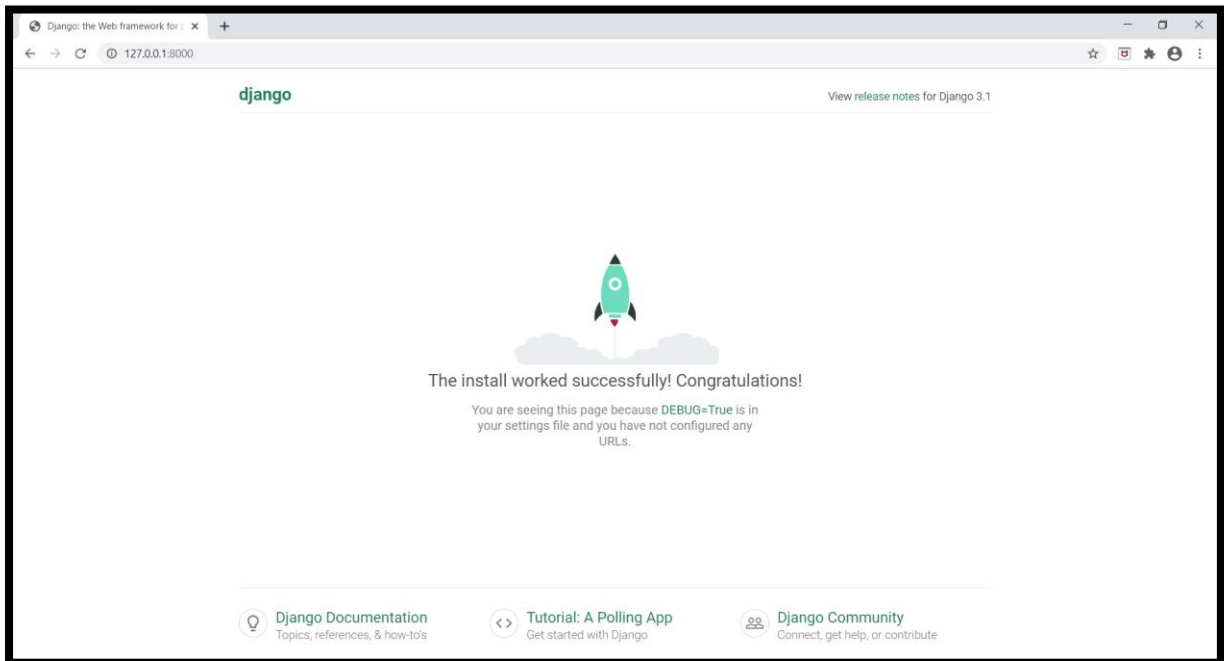 Django: the Web framework for
127.0.0.1:8000
django
View release notes for Django 3.1
The install worked successfully! Congratulations!
You are seeing this page because DEBUG=True is in
your settings file and you have not configured any
URLs.
Django Documentation
Topics, references, & how-to's
Tutorial: A Polling App
Get started with Django
Django Community
Connect, get help, or contribute